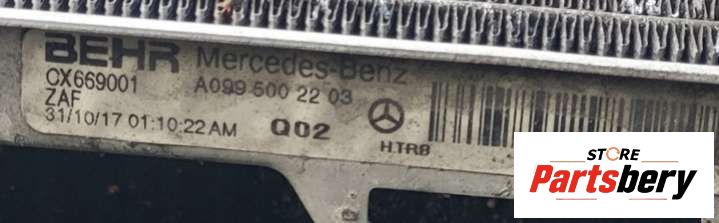 BEHR Mercedes-Benz
CX669001 A099 500 22 03
ZAF
31/10/17 01:10:22 AM Q02
HTR8
STORE
Partsbery